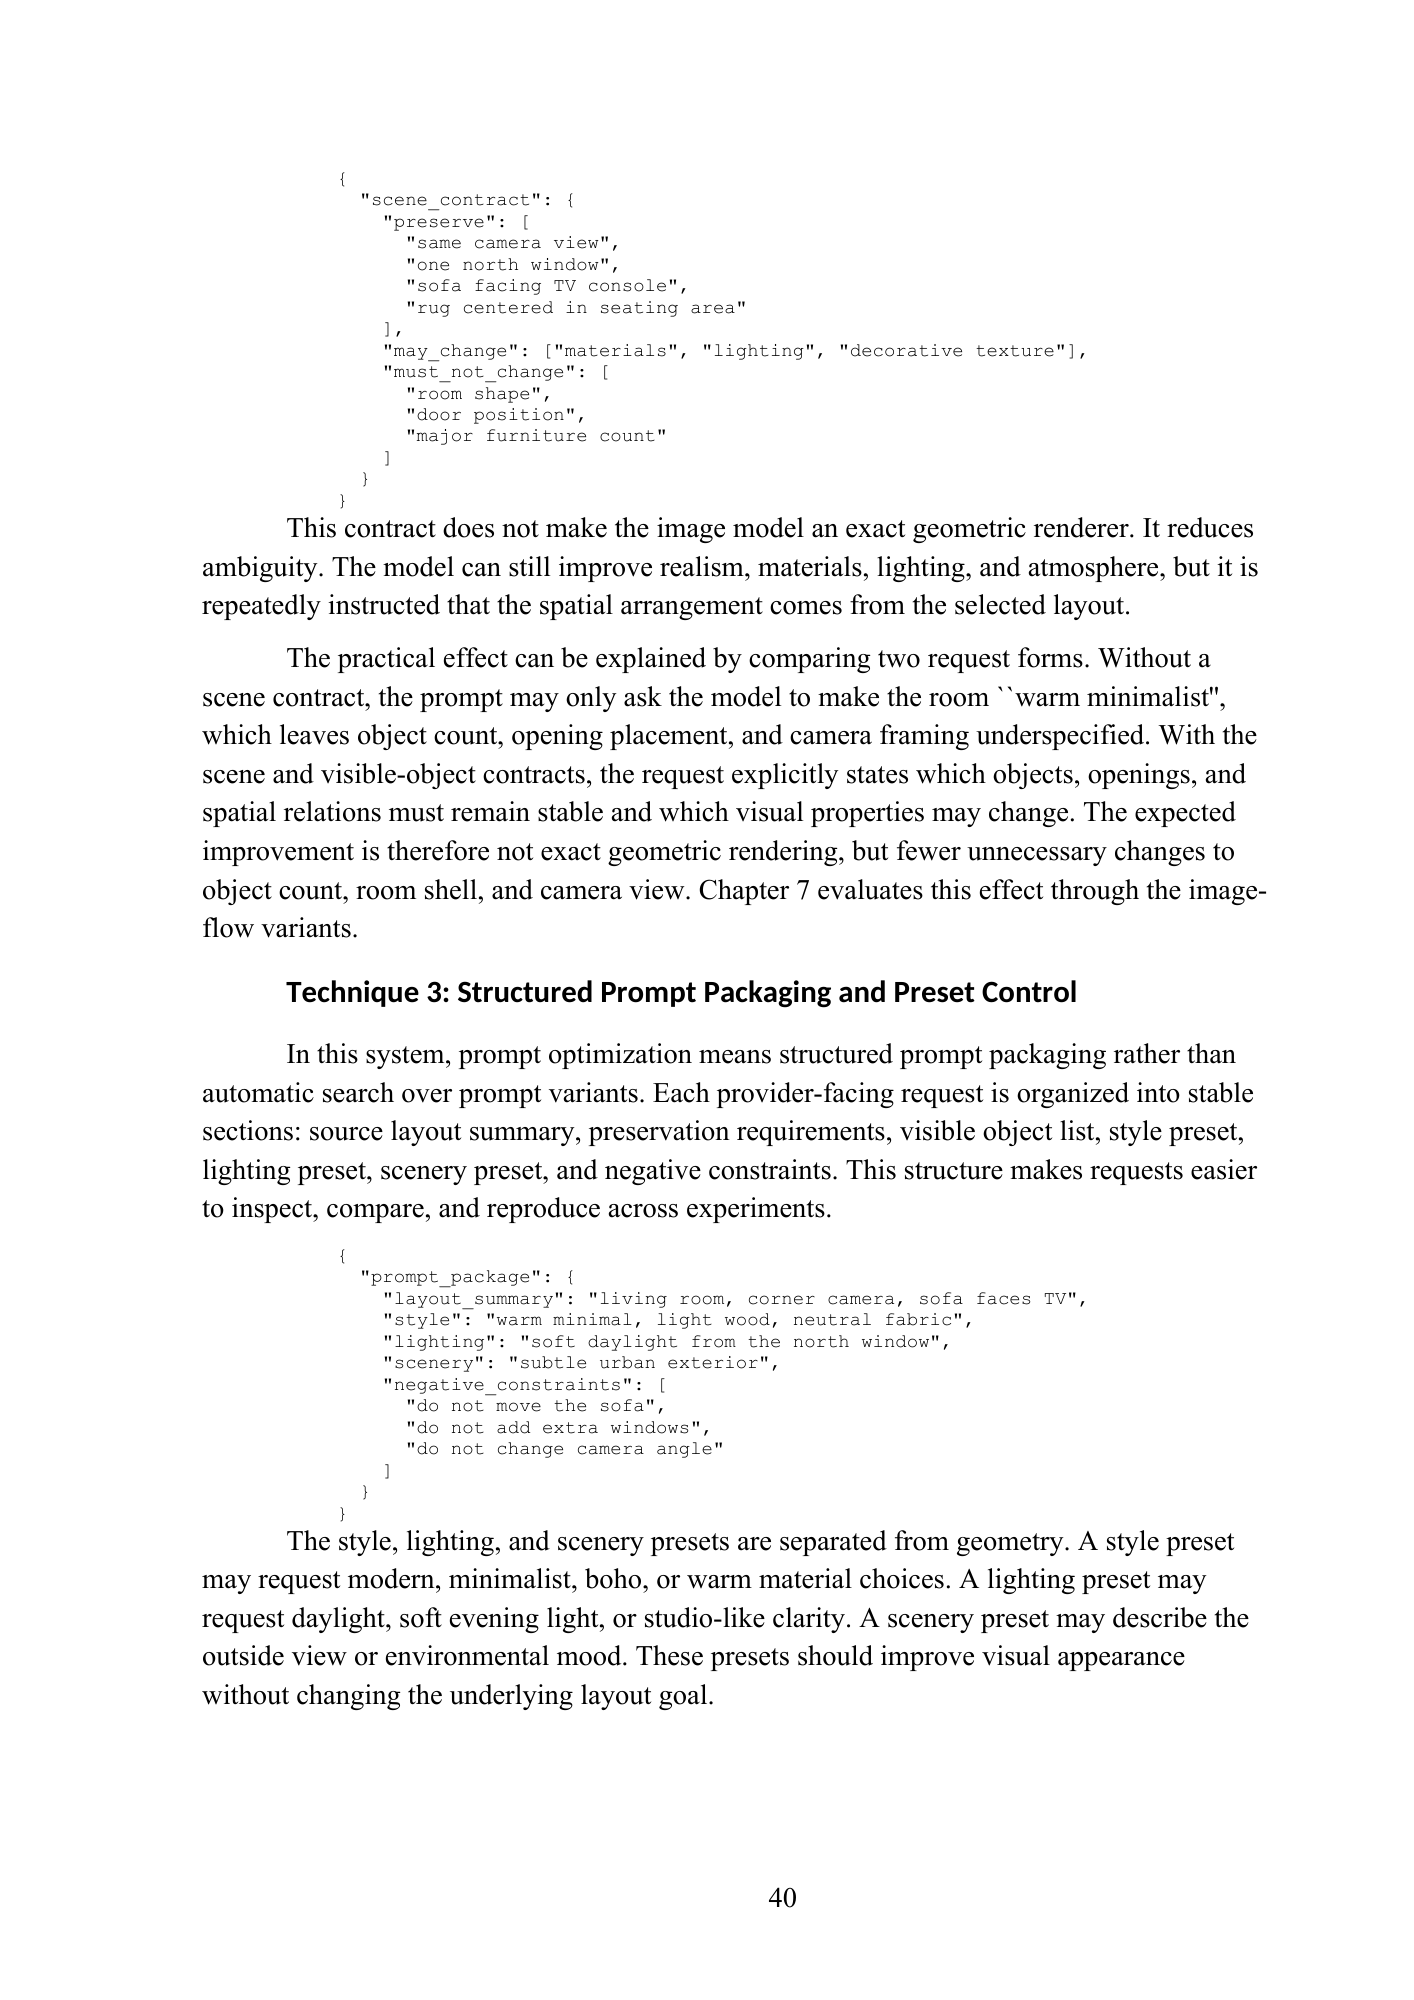 {
  "scene_contract": {
    "preserve": [
      "same camera view",
      "one north window",
      "sofa facing TV console",
      "rug centered in seating area"
    ],
    "may_change": ["materials", "lighting", "decorative texture"],
    "must_not_change": [
      "room shape",
      "door position",
      "major furniture count"
    ]
  }
}
This contract does not make the image model an exact geometric renderer. It reduces
ambiguity. The model can still improve realism, materials, lighting, and atmosphere, but it is
repeatedly instructed that the spatial arrangement comes from the selected layout.
The practical effect can be explained by comparing two request forms. Without a
scene contract, the prompt may only ask the model to make the room ``warm minimalist'',
which leaves object count, opening placement, and camera framing underspecified. With the
scene and visible-object contracts, the request explicitly states which objects, openings, and
spatial relations must remain stable and which visual properties may change. The expected
improvement is therefore not exact geometric rendering, but fewer unnecessary changes to
object count, room shell, and camera view. Chapter 7 evaluates this effect through the image-
flow variants.
Technique 3: Structured Prompt Packaging and Preset Control
In this system, prompt optimization means structured prompt packaging rather than
automatic search over prompt variants. Each provider-facing request is organized into stable
sections: source layout summary, preservation requirements, visible object list, style preset,
lighting preset, scenery preset, and negative constraints. This structure makes requests easier
to inspect, compare, and reproduce across experiments.
{
  "prompt_package": {
    "layout_summary": "living room, corner camera, sofa faces TV",
    "style": "warm minimal, light wood, neutral fabric",
    "lighting": "soft daylight from the north window",
    "scenery": "subtle urban exterior",
    "negative_constraints": [
      "do not move the sofa",
      "do not add extra windows",
      "do not change camera angle"
    ]
  }
}
The style, lighting, and scenery presets are separated from geometry. A style preset
may request modern, minimalist, boho, or warm material choices. A lighting preset may
request daylight, soft evening light, or studio-like clarity. A scenery preset may describe the
outside view or environmental mood. These presets should improve visual appearance
without changing the underlying layout goal.
40